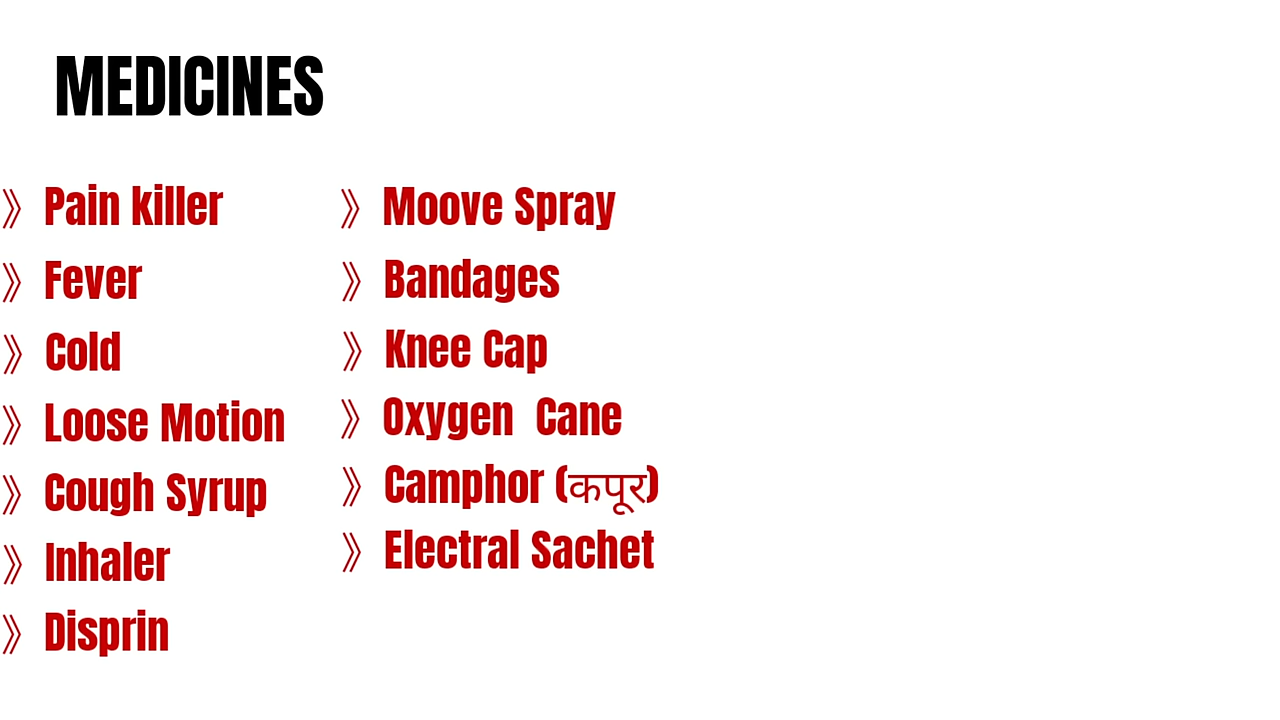 MEDICINES
》 Pain killer
》 Fever
》 Cold
》 Loose Motion
》 Cough Syrup
》 Inhaler
》 Disprin
》 Moove Spray
》 Bandages
》 Knee Cap
》 Oxygen  Cane
》 Camphor (कपूर)
》 Electral Sachet